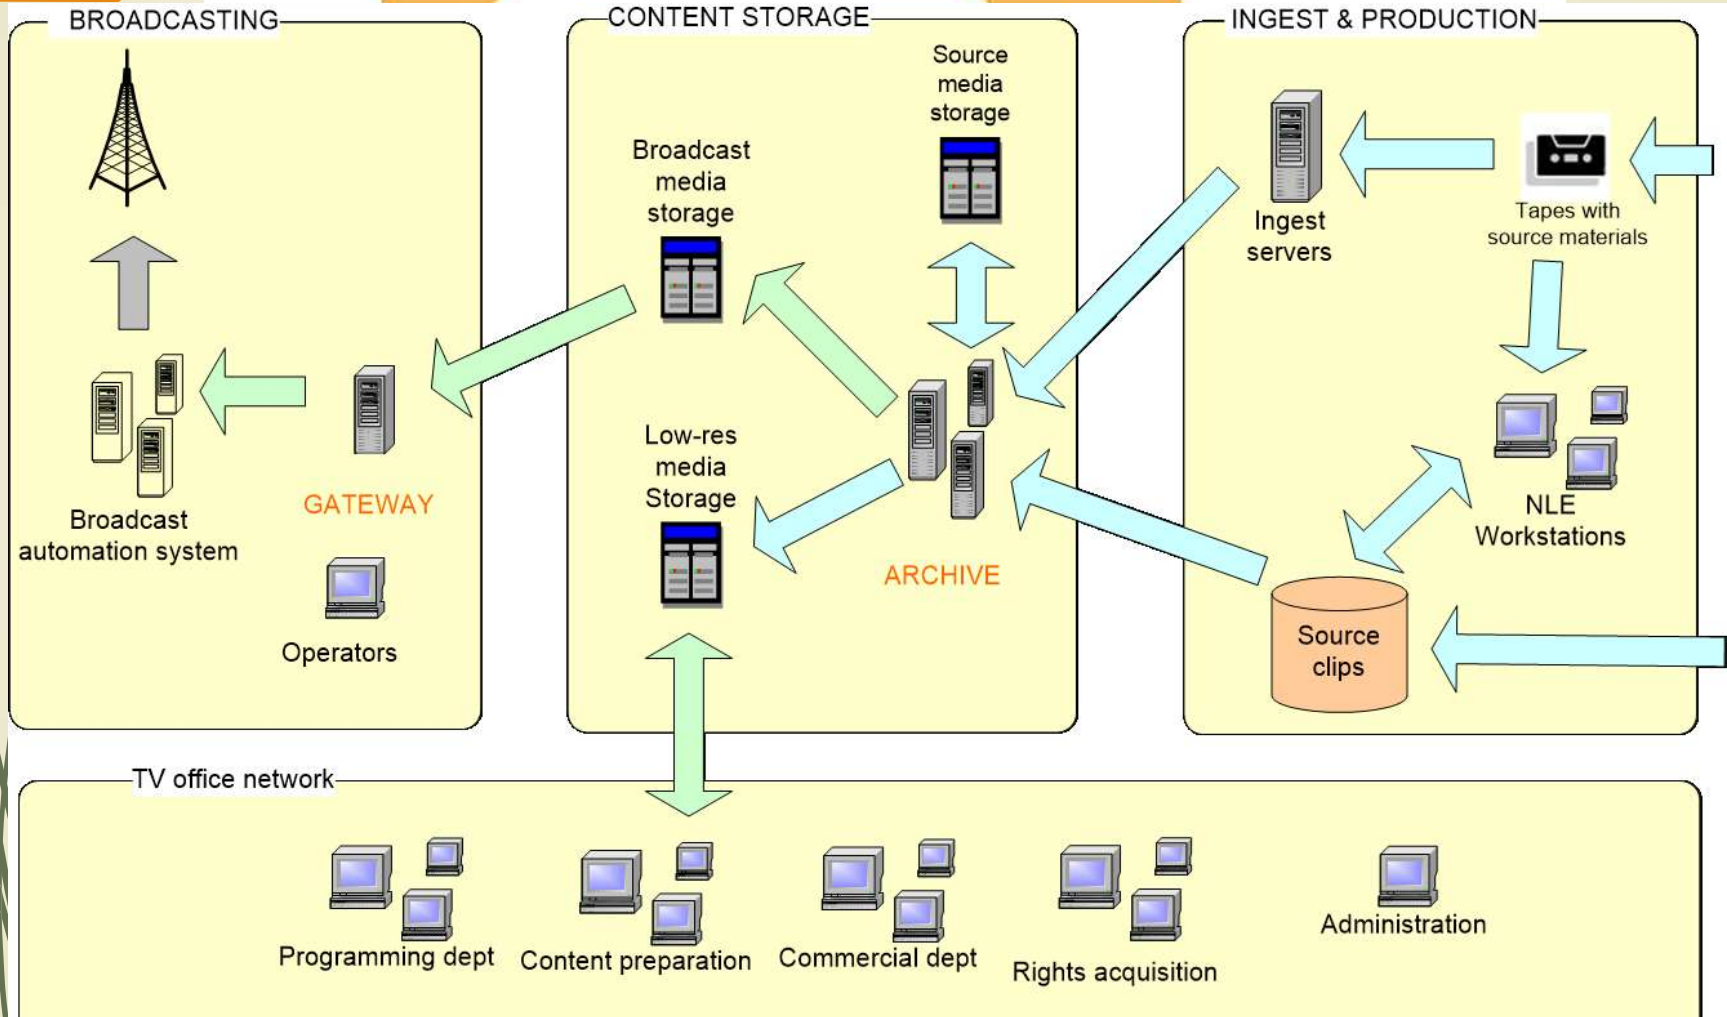 BROADCASTING
Broadcast
automation system
GATEWAY
Operators
CONTENT STORAGE
Source
media
storage
Broadcast
media
storage
Low-res
media
Storage
ARCHIVE
INGEST & PRODUCTION
Ingest
servers
Tapes with
source materials
NLE
Workstations
Source
clips
TV office network
Programming dept
Content preparation
Commercial dept
Rights acquisition
Administration